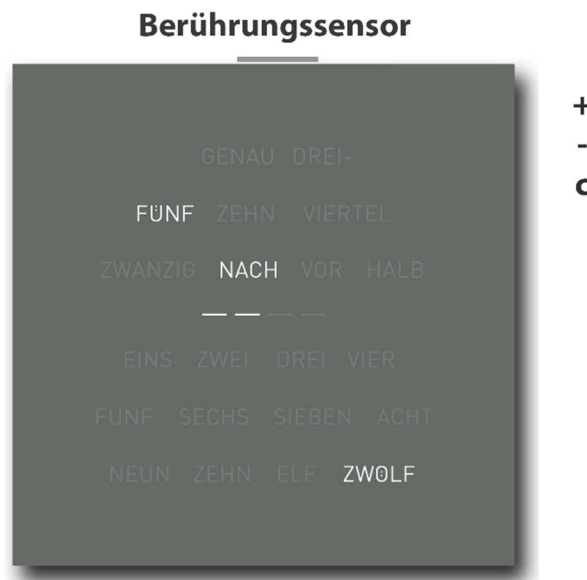 Berührungssensor
+
-
GENAU DREI-
FÜNF ZEHN VIERTEL
ZWANZIG NACH VOR HALB
EINS ZWEI DREI VIER
FÜNF SECHS SIEBEN ACHT
NEUN ZEHN ELF ZWÖLF